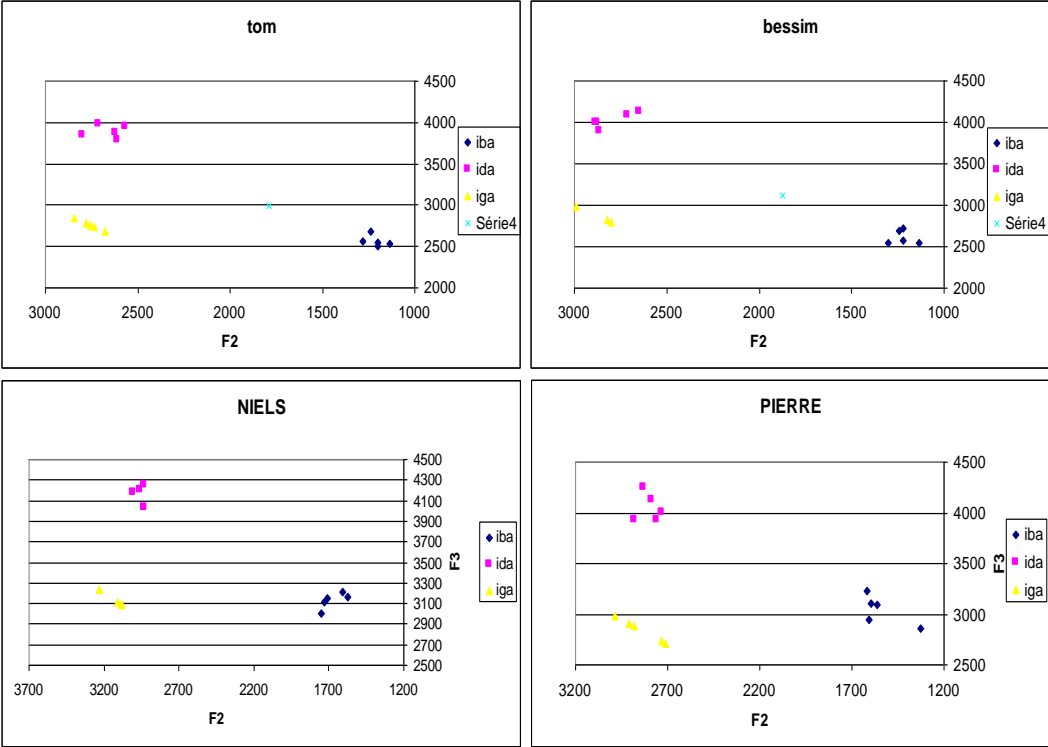 tom
4500
4000
3500
3000
2500
2000
3000 2500 2000 1500 1000
F2
iba
ida
iga
Série4
bessim
4500
4000
3500
3000
2500
2000
3000 2500 2000 1500 1000
F2
iba
ida
iga
Série4
NIELS
4500
4300
4100
3900
3700
3500
3300
3100
2900
2700
2500
3700 3200 2700 2200 1700 1200
F2
F3
iba
ida
iga
PIERRE
4500
4000
3500
3000
2500
3200 2700 2200 1700 1200
F2
F3
iba
ida
iga